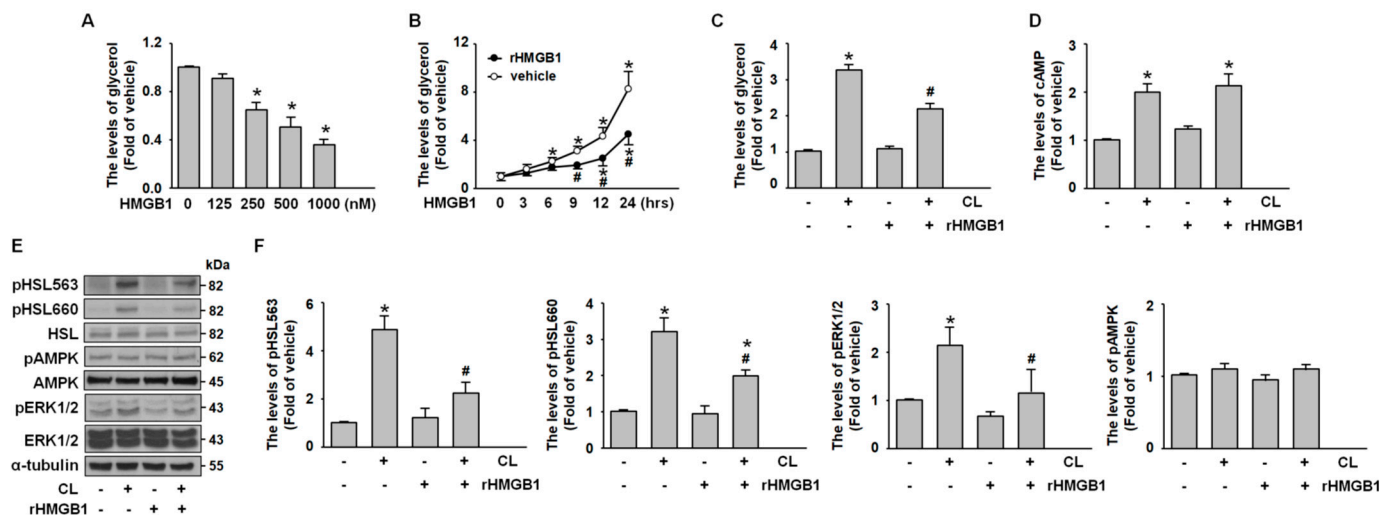 A
The levels of glycerol
(Fold of vehicle)
1.2
0.8
0.4
0.0
* * *
HMGB1 0 125 250 500 1000 (nM)
B
The levels of glycerol
(Fold of vehicle)
12
8
4
0
rHMGB1
vehicle
* * * *
* *
# # #
HMGB1 0 3 6 9 12 24 (hrs)
C
The levels of glycerol
(Fold of vehicle)
4
3
2
1
0
* #
- + - + CL
- - + + rHMGB1
D
The levels of cAMP
(Fold of vehicle)
3
2
1
0
* *
- + - + CL
- - + + rHMGB1
E
kDa
pHSL563 82
pHSL660 82
HSL 82
pAMPK 62
AMPK 45
pERK1/2 43
ERK1/2 43
α-tubulin 55
CL - + - +
rHMGB1 - - + +
F
The levels of pHSL563
(Fold of vehicle)
6
4
2
0
* #
- + - + CL
- - + + rHMGB1
The levels of pHSL660
(Fold of vehicle)
4
3
2
1
0
* *
#
- + - + CL
- - + + rHMGB1
The levels of pERK1/2
(Fold of vehicle)
3
2
1
0
* #
- + - + CL
- - + + rHMGB1
The levels of pAMPK
(Fold of vehicle)
2
1
0
- + - + CL
- - + + rHMGB1